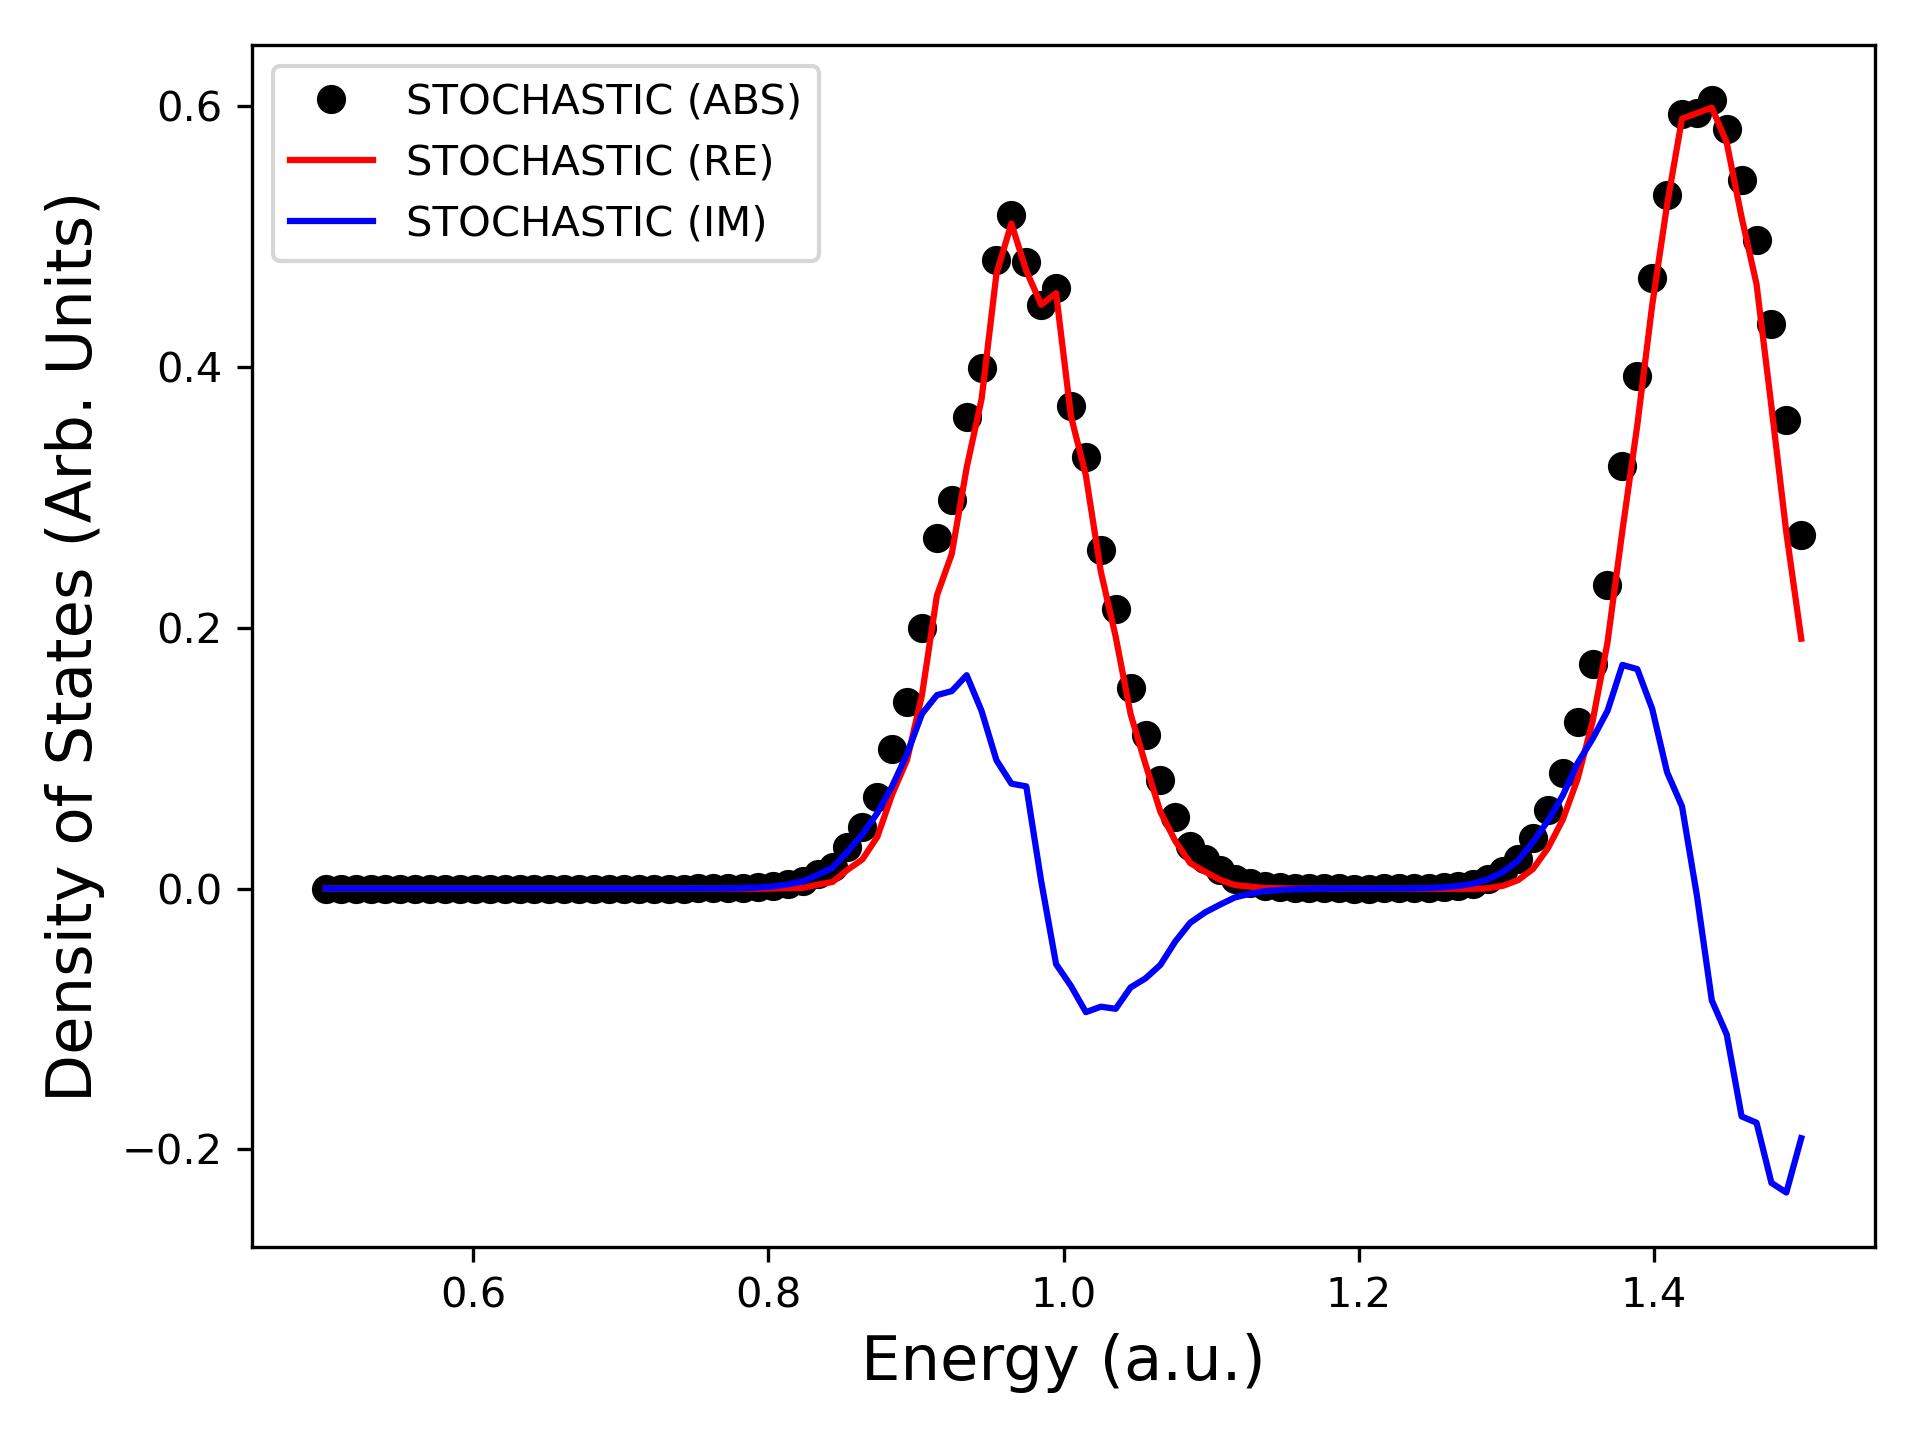 STOCHASTIC (ABS)
STOCHASTIC (RE)
STOCHASTIC (IM)
Density of States (Arb. Units)
0.6
0.4
0.2
0.0
−0.2
0.6 0.8 1.0 1.2 1.4
Energy (a.u.)